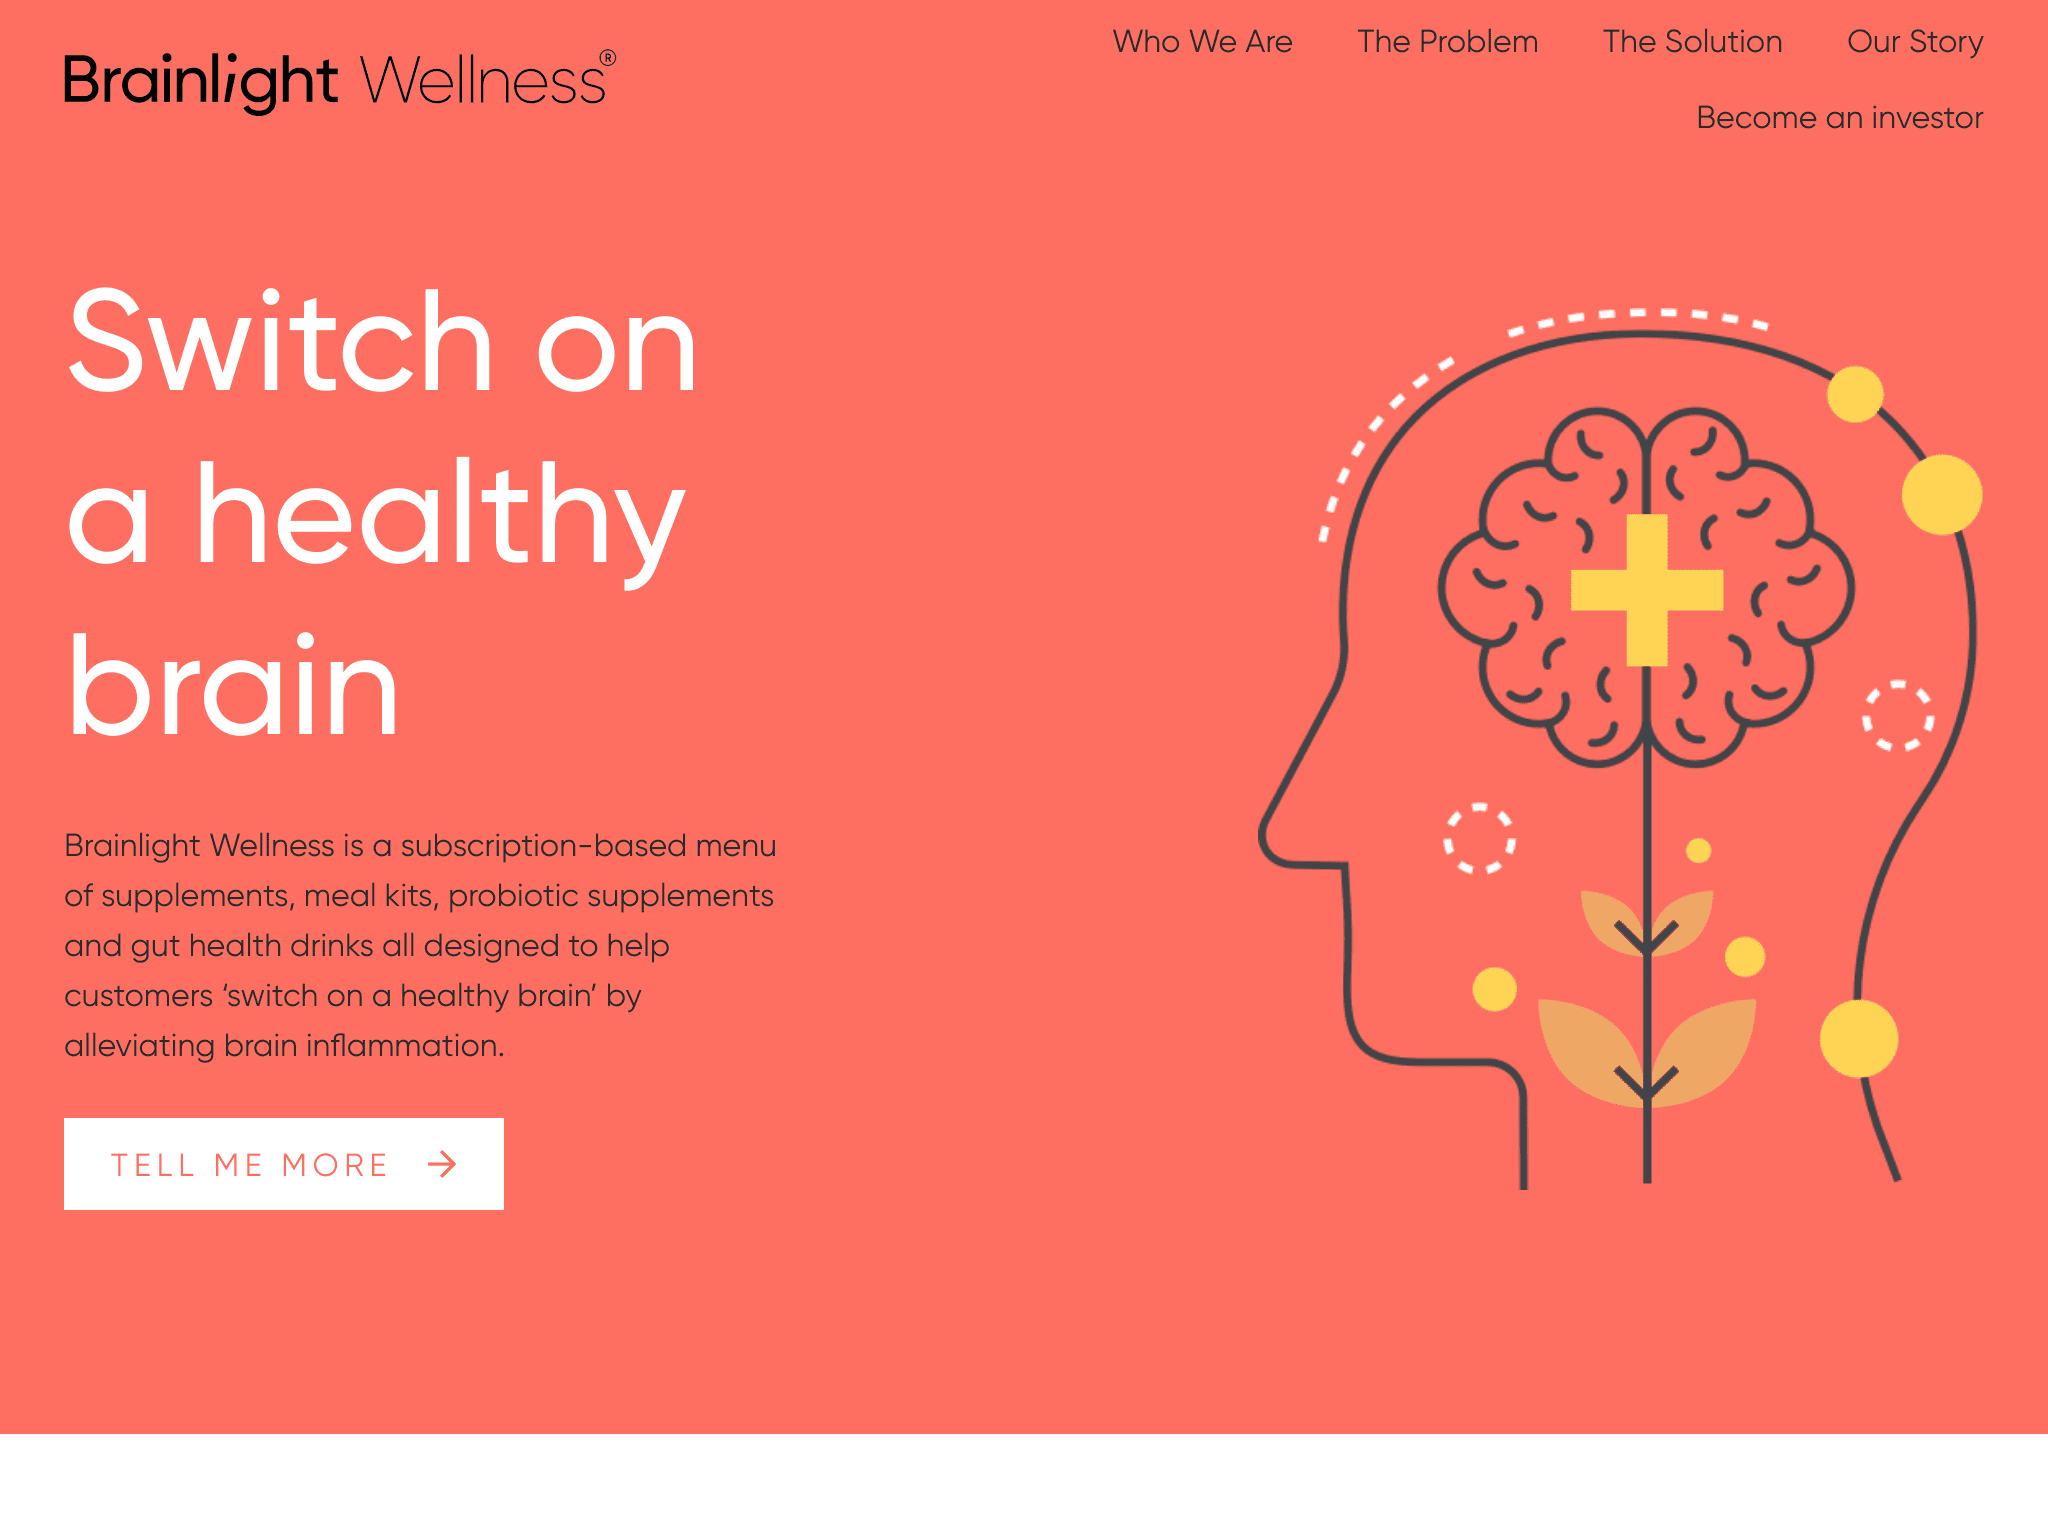 Brainlight Wellness®
Who We Are The Problem The Solution Our Story
Become an investor
Switch on
a healthy
brain
Brainlight Wellness is a subscription-based menu
of supplements, meal kits, probiotic supplements
and gut health drinks all designed to help
customers ‘switch on a healthy brain’ by
alleviating brain inflammation.
TELL ME MORE →